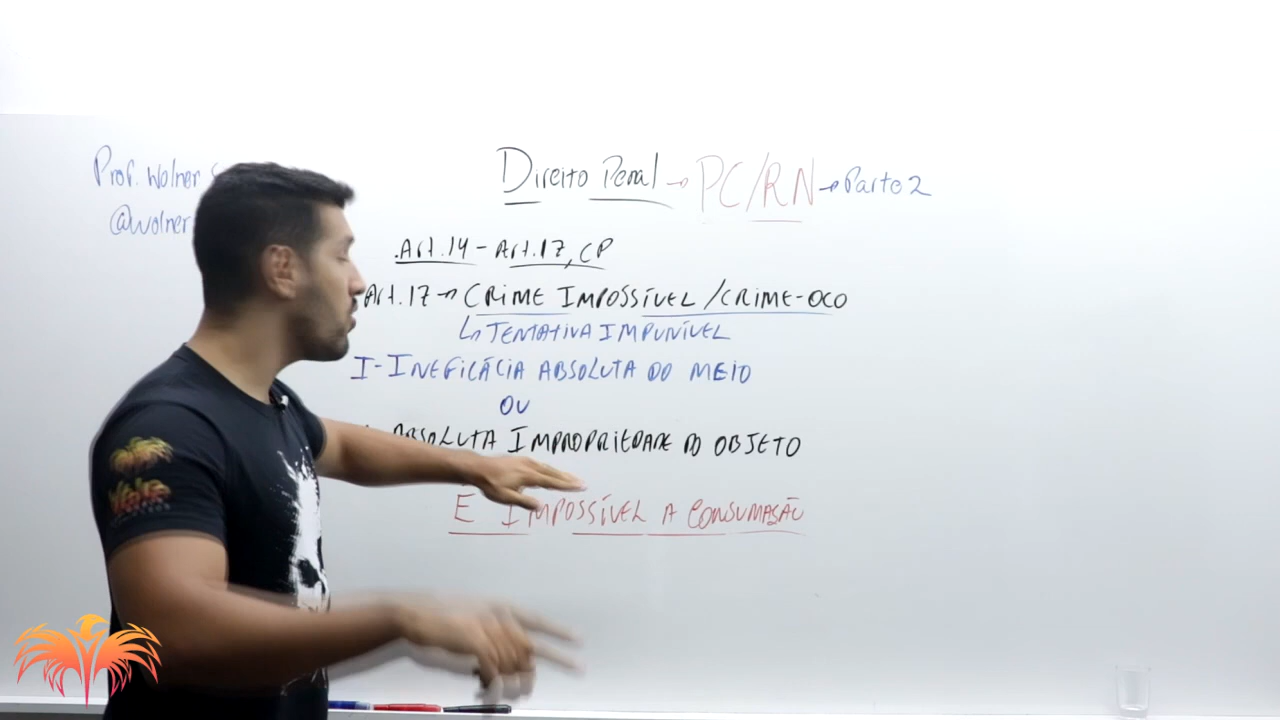 Prof. Wolner
@wolner
Direito Penal → PC/RN → Parte 2
Art.14 - Art.17, CP
Art.17 → CRIME IMPOSSÍVEL / CRIME-OCO
↳ TENTATIVA IMPUNÍVEL
I- INEFICÁCIA ABSOLUTA DO MEIO
OU
ABSOLUTA IMPROPRIEDADE DO OBJETO
E IMPOSSÍVEL A CONSUMAÇÃO